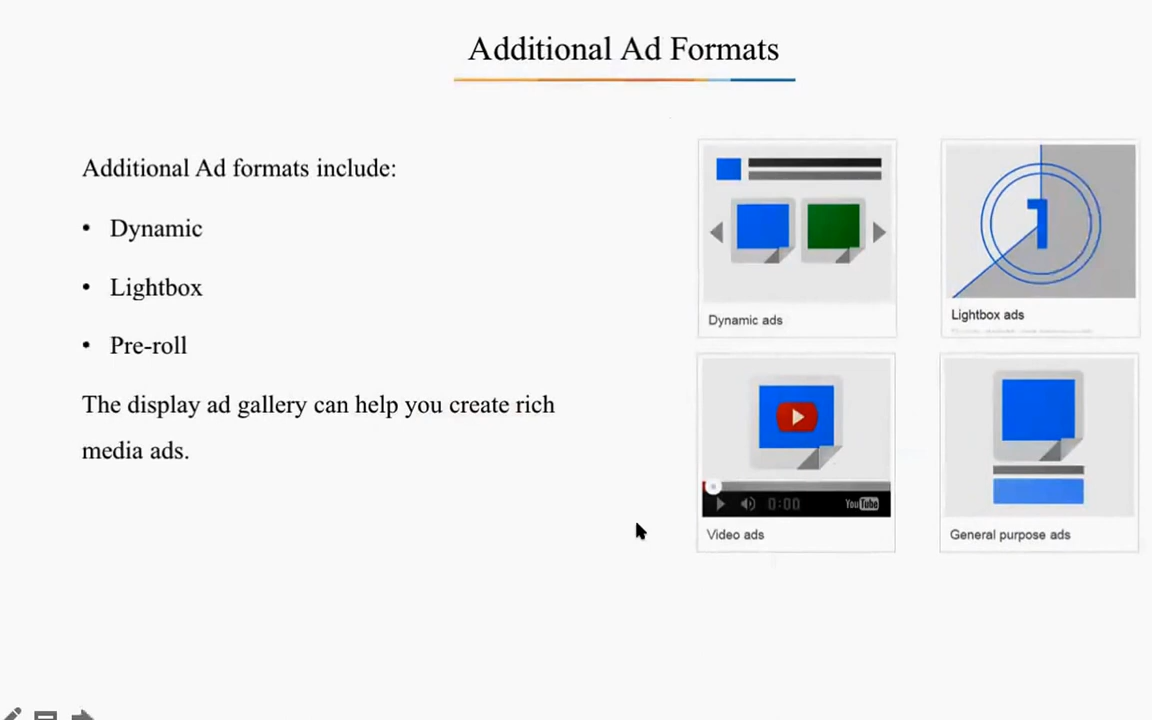 Additional Ad Formats
Additional Ad formats include:
• Dynamic
• Lightbox
• Pre-roll
The display ad gallery can help you create rich
media ads.
Dynamic ads
1
Lightbox ads
0:00
YouTube
Video ads
General purpose ads